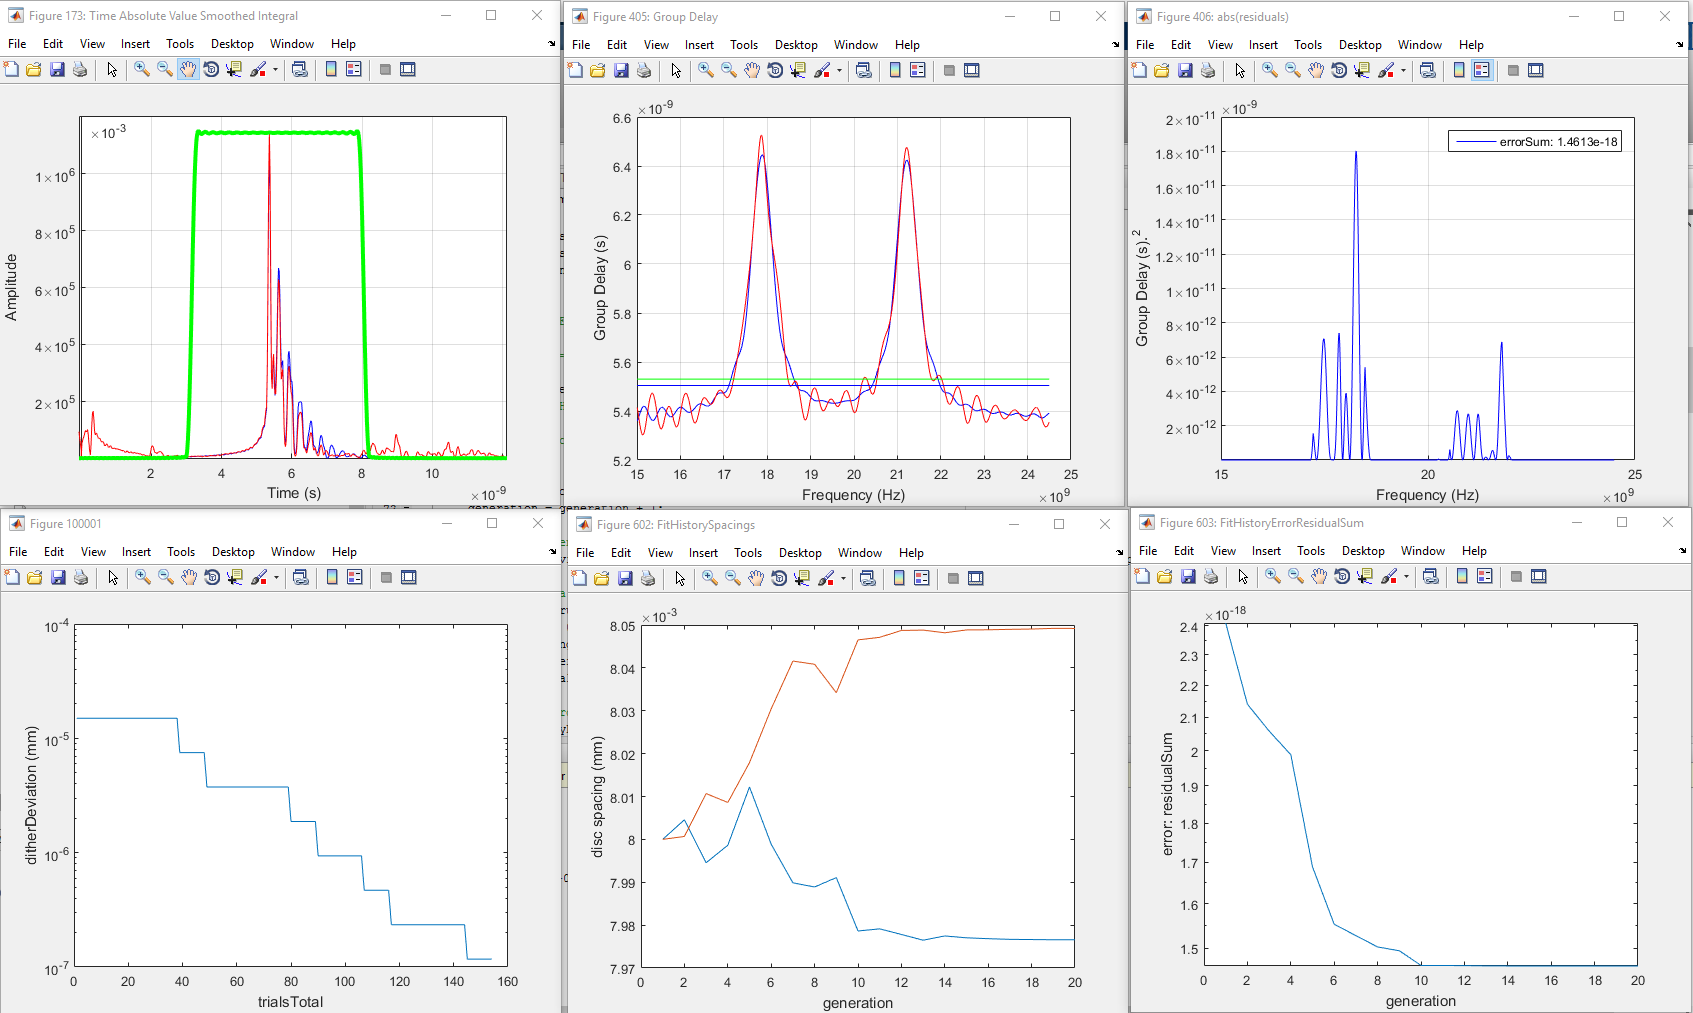 Figure 173: Time Absolute Value Smoothed Integral
File Edit View Insert Tools Desktop Window Help
×10-3
1×10^6
8×10^5
6×10^5
4×10^5
2×10^5
Amplitude
2 4 6 8 10
Time (s)
×10-9
Figure 405: Group Delay
File Edit View Insert Tools Desktop Window Help
×10-9
6.6
6.4
6.2
6
5.8
5.6
5.4
5.2
Group Delay (s)
15 16 17 18 19 20 21 22 23 24 25
Frequency (Hz)
×10^9
Figure 406: abs(residuals)
File Edit View Insert Tools Desktop Window Help
×10-9
errorSum: 1.4613e-18
2×10-11
1.8×10-11
1.6×10-11
1.4×10-11
1.2×10-11
1×10-11
8×10-12
6×10-12
4×10-12
2×10-12
Group Delay (s).^2
15 20 25
Frequency (Hz)
×10^9
generation = generation + 1;
Figure 100001
File Edit View Insert Tools Desktop Window Help
10-4
10-5
10-6
10-7
ditherDeviation (mm)
0 20 40 60 80 100 120 140 160
trialsTotal
Figure 602: FitHistorySpacings
File Edit View Insert Tools Desktop Window Help
×10-3
8.05
8.04
8.03
8.02
8.01
8
7.99
7.98
7.97
disc spacing (mm)
0 2 4 6 8 10 12 14 16 18 20
generation
Figure 603: FitHistoryErrorResidualSum
File Edit View Insert Tools Desktop Window Help
×10-18
2.4
2.3
2.2
2.1
2
1.9
1.8
1.7
1.6
1.5
error: residualSum
0 2 4 6 8 10 12 14 16 18 20
generation